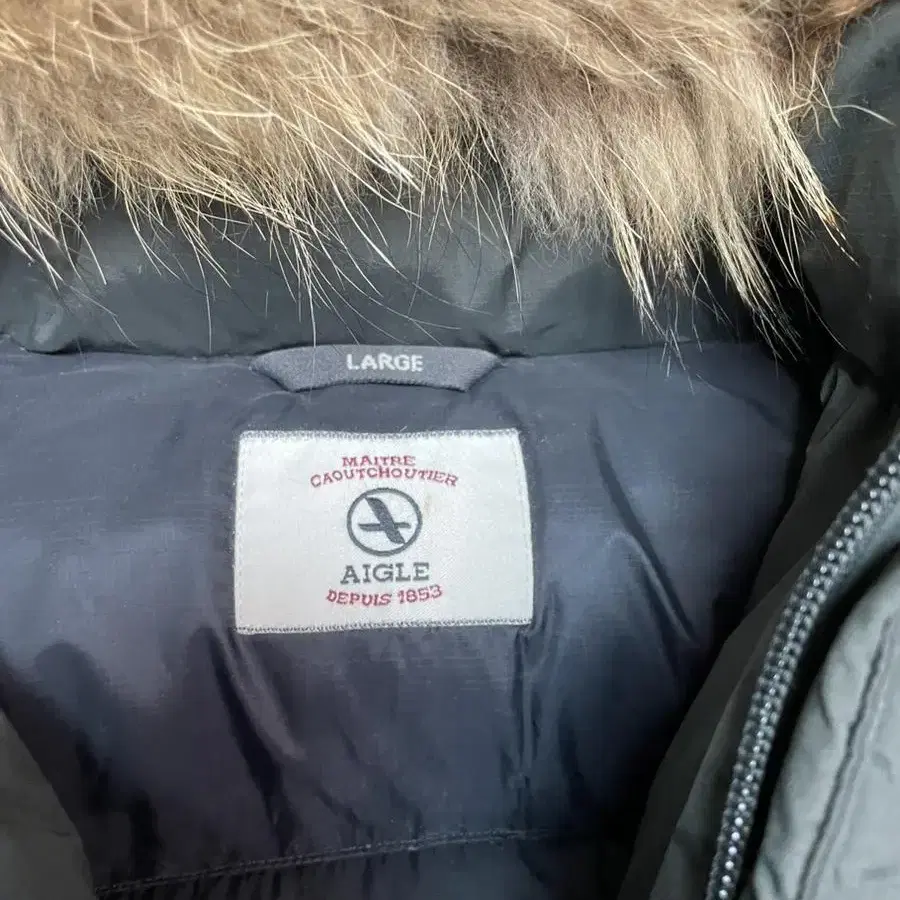 LARGE
MAITRE
CAOUTCHOUTIER
AIGLE
DEPUIS 1853